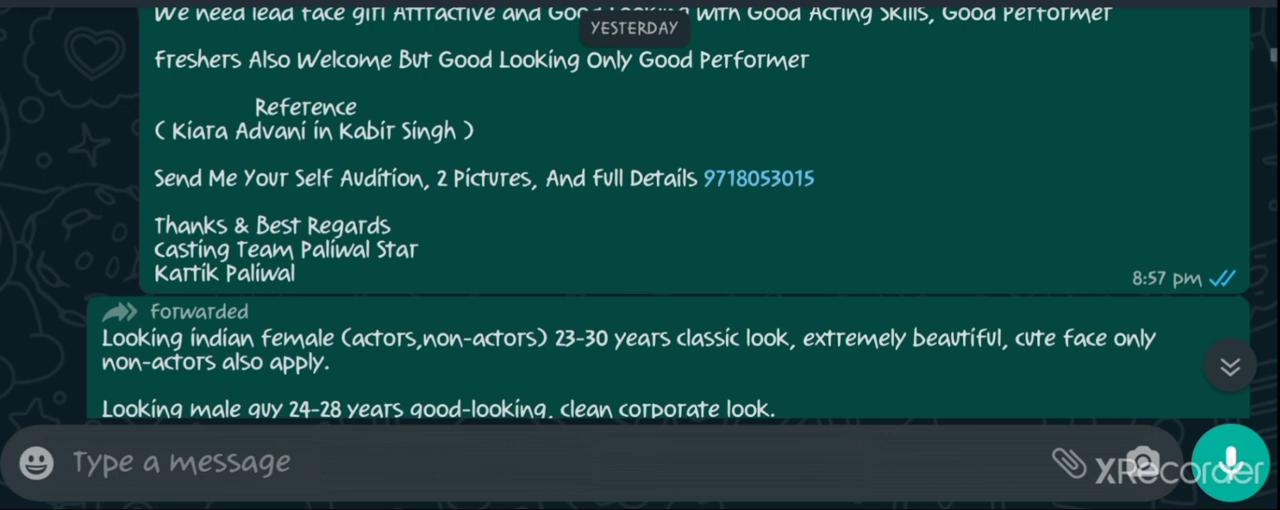 We need lead face girl Attractive and Good Looking with Good Acting Skills, Good Performer
YESTERDAY
Freshers Also Welcome But Good Looking Only Good Performer
Reference
( Kiara Advani in Kabir Singh )
Send Me Your Self Audition, 2 Pictures, And Full Details 9718053015
Thanks & Best Regards
Casting Team Paliwal Star
Kartik Paliwal
8:57 pm
Forwarded
Looking indian female (actors,non-actors) 23-30 years classic look, extremely beautiful, cute face only
non-actors also apply.
Looking male guy 24-28 years good-looking, clean corporate look.
Type a message
XRecorder